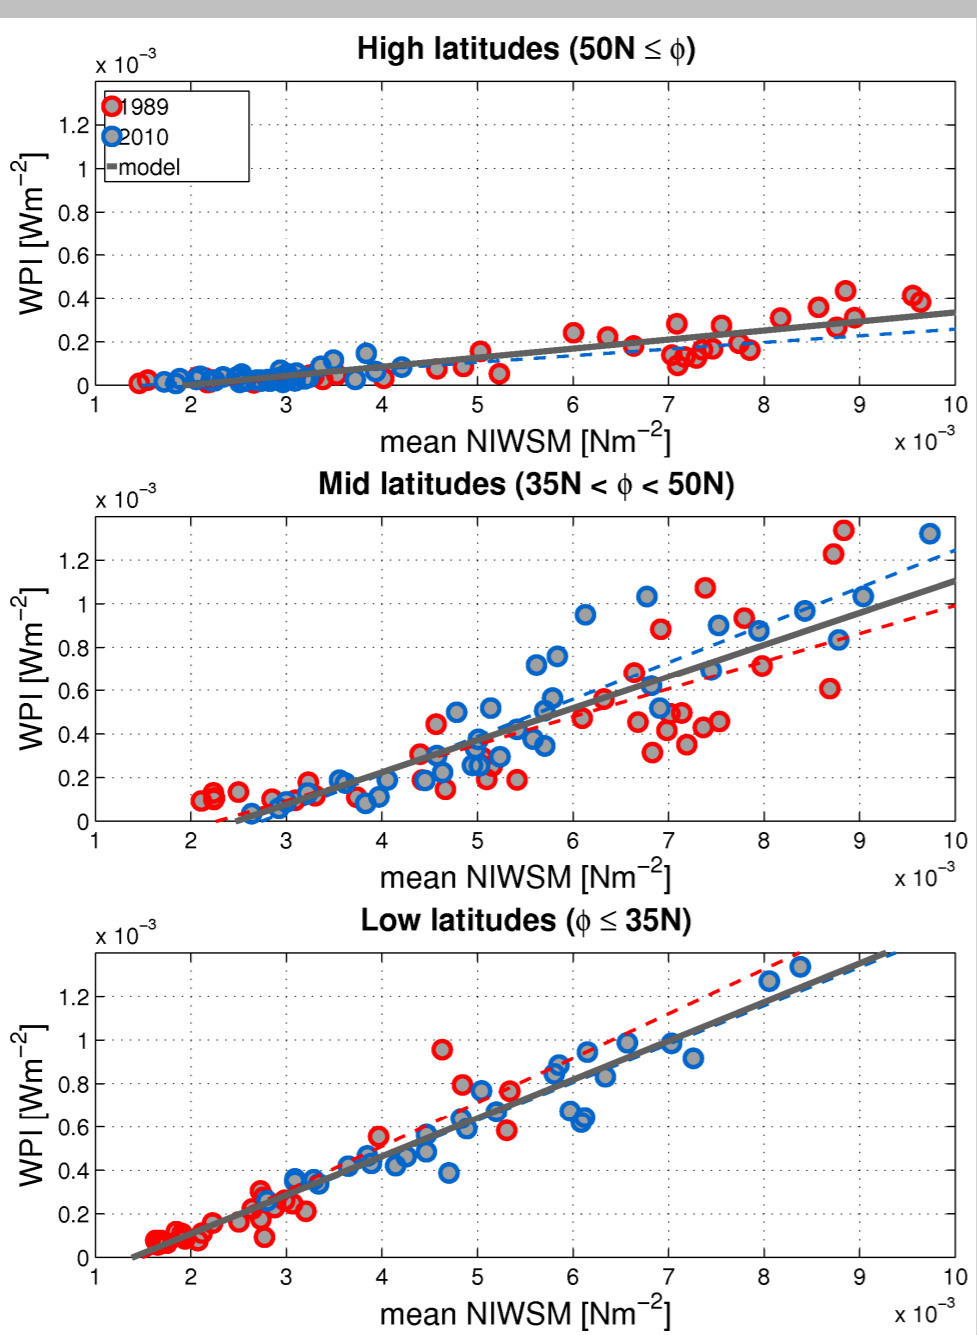 High latitudes (50N ≤ ϕ)
x 10⁻³
1989
2010
model
1.2
1
0.8
0.6
0.4
0.2
0
WPI [Wm⁻²]
1 2 3 4 5 6 7 8 9 10
mean NIWSM [Nm⁻²]
x 10⁻³
Mid latitudes (35N < ϕ < 50N)
x 10⁻³
1.2
1
0.8
0.6
0.4
0.2
0
WPI [Wm⁻²]
1 2 3 4 5 6 7 8 9 10
mean NIWSM [Nm⁻²]
x 10⁻³
Low latitudes (ϕ ≤ 35N)
x 10⁻³
1.2
1
0.8
0.6
0.4
0.2
0
WPI [Wm⁻²]
1 2 3 4 5 6 7 8 9 10
mean NIWSM [Nm⁻²]
x 10⁻³